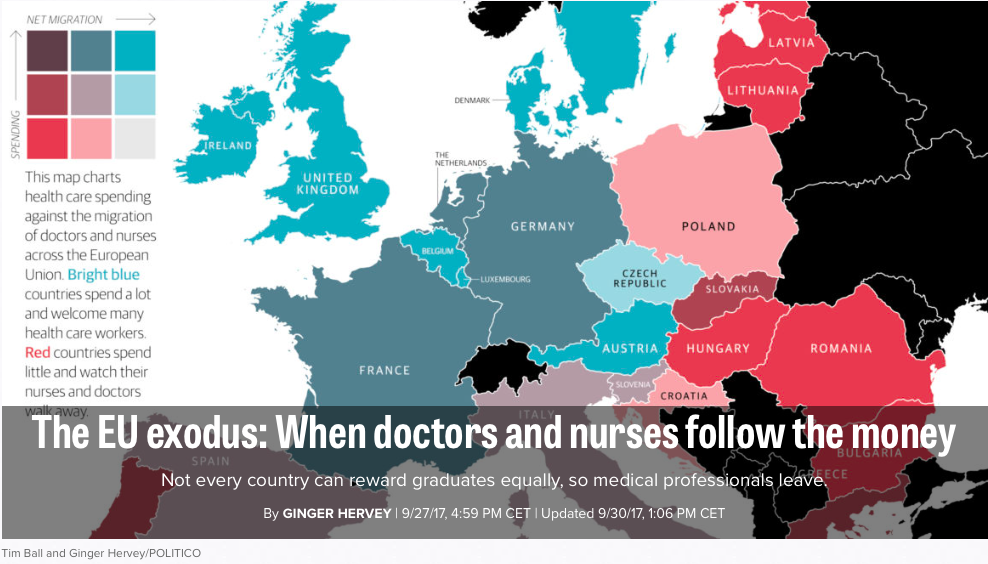 NET MIGRATION
SPENDING
This map charts
health care spending
against the migration
of doctors and nurses
across the European
Union. Bright blue
countries spend a lot
and welcome many
health care workers.
Red countries spend
little and watch their
nurses and doctors
walk away.
LATVIA
LITHUANIA
DENMARK
IRELAND
THE
NETHERLANDS
UNITED
KINGDOM
GERMANY
POLAND
BELGIUM
LUXEMBOURG
CZECH
REPUBLIC
SLOVAKIA
AUSTRIA
HUNGARY
ROMANIA
FRANCE
SLOVENIA
CROATIA
ITALY
SPAIN
BULGARIA
GREECE
The EU exodus: When doctors and nurses follow the money
Not every country can reward graduates equally, so medical professionals leave.
By GINGER HERVEY | 9/27/17, 4:59 PM CET | Updated 9/30/17, 1:06 PM CET
Tim Ball and Ginger Hervey/POLITICO